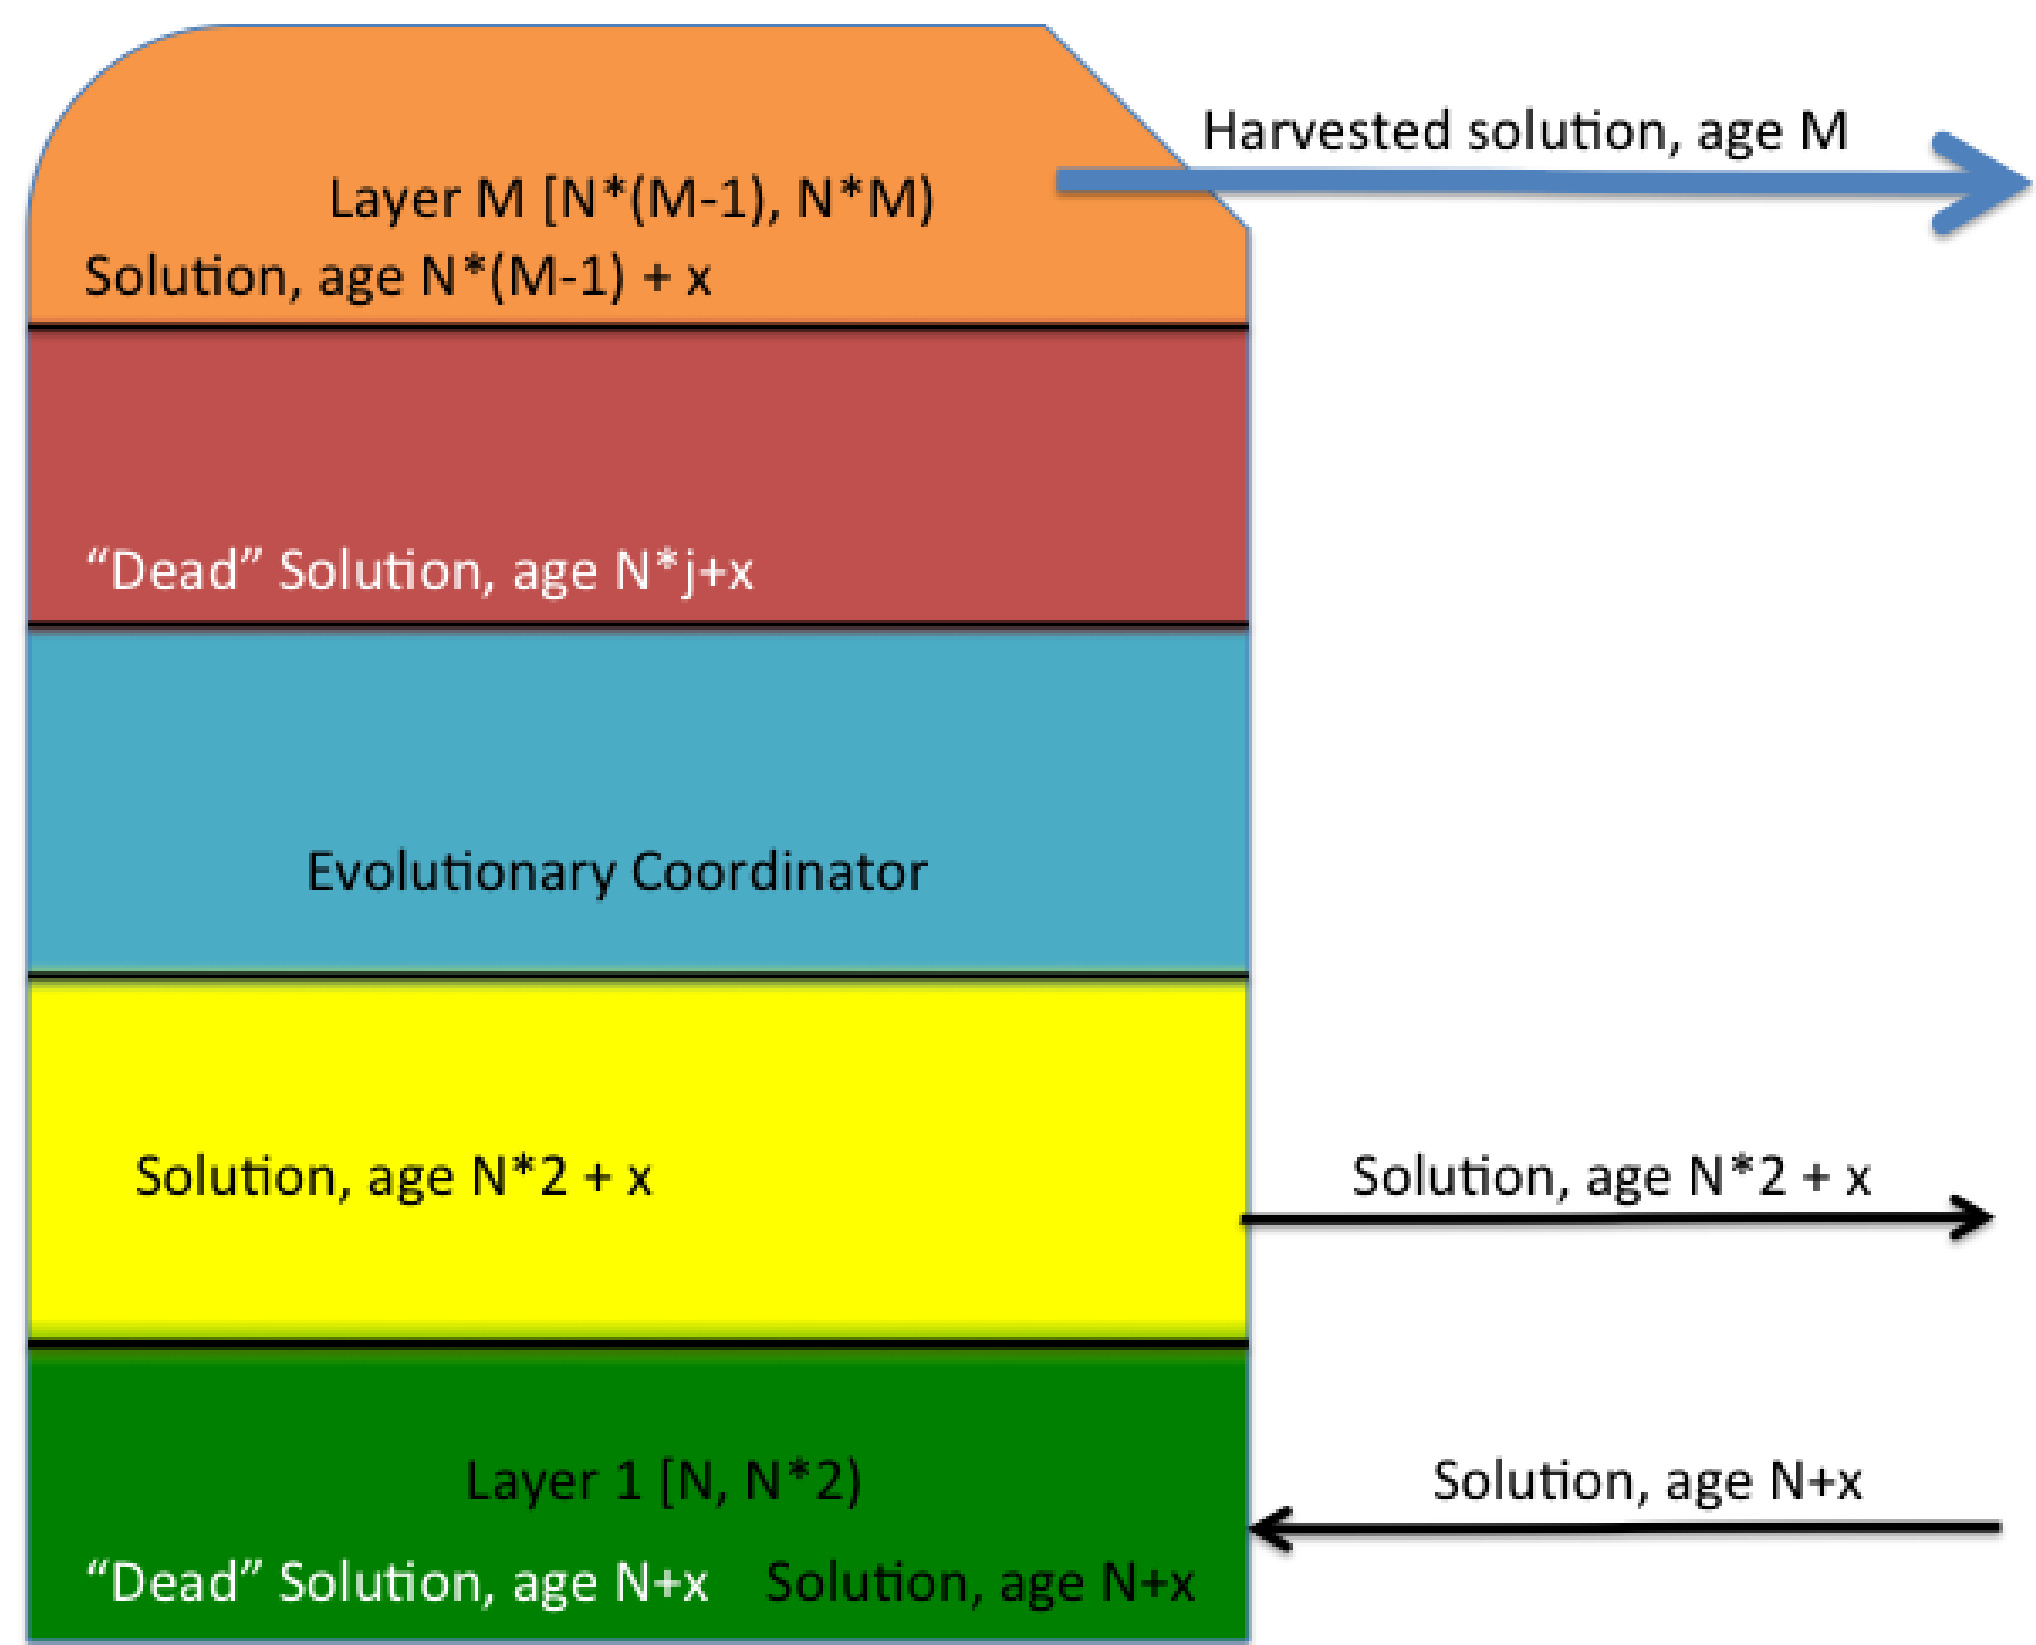 Harvested solution, age M
Layer M [N*(M-1), N*M)
Solution, age N*(M-1) + x
“Dead” Solution, age N*j+x
Evolutionary Coordinator
Solution, age N*2 + x
Solution, age N*2 + x
Layer 1 [N, N*2)
Solution, age N+x
“Dead” Solution, age N+x
Solution, age N+x